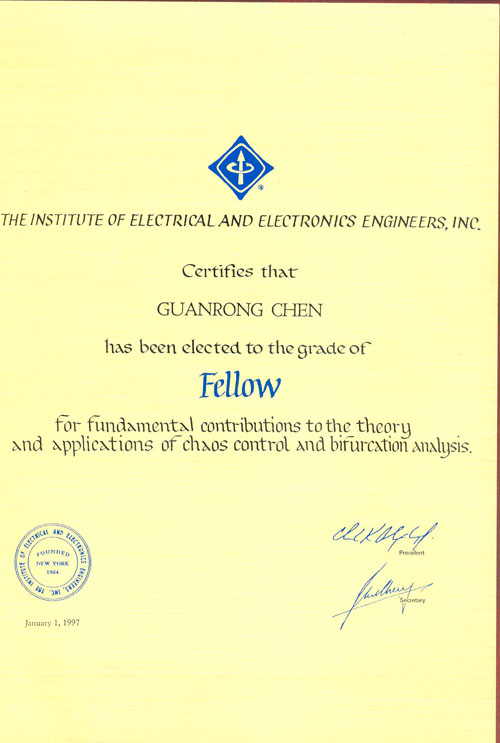 THE INSTITUTE OF ELECTRICAL AND ELECTRONICS ENGINEERS, INC.
Certifies that
GUANRONG CHEN
has been elected to the grade of
Fellow
for fundamental contributions to the theory
and applications of chaos control and bifurcation analysis.
President
Secretary
THE INSTITUTE OF ELECTRICAL AND ELECTRONICS ENGINEERS, INC.
FOUNDED
NEW YORK
1884
January 1, 1997